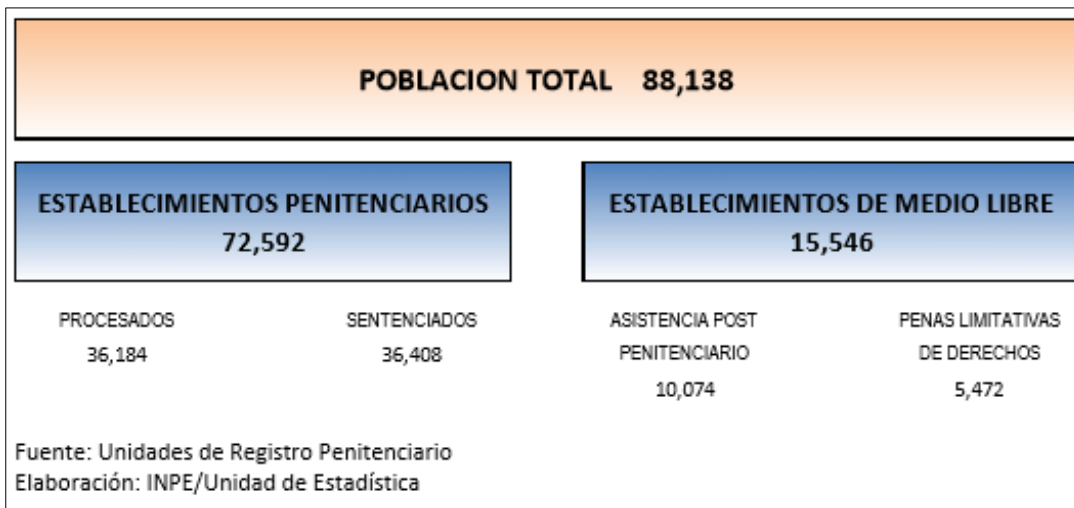 POBLACION TOTAL 88,138
ESTABLECIMIENTOS PENITENCIARIOS
72,592
ESTABLECIMIENTOS DE MEDIO LIBRE
15,546
PROCESADOS
36,184
SENTENCIADOS
36,408
ASISTENCIA POST
PENITENCIARIO
10,074
PENAS LIMITATIVAS
DE DERECHOS
5,472
Fuente: Unidades de Registro Penitenciario
Elaboración: INPE/Unidad de Estadística